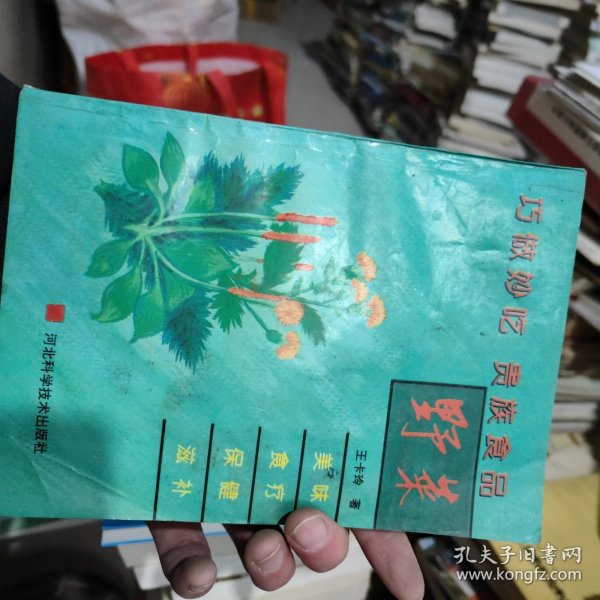 巧做妙吃 贵族食品
野菜
王卡玲 著
美味
食疗
保健
滋补
河北科学技术出版社
孔夫子旧书网
www.kongfz.com